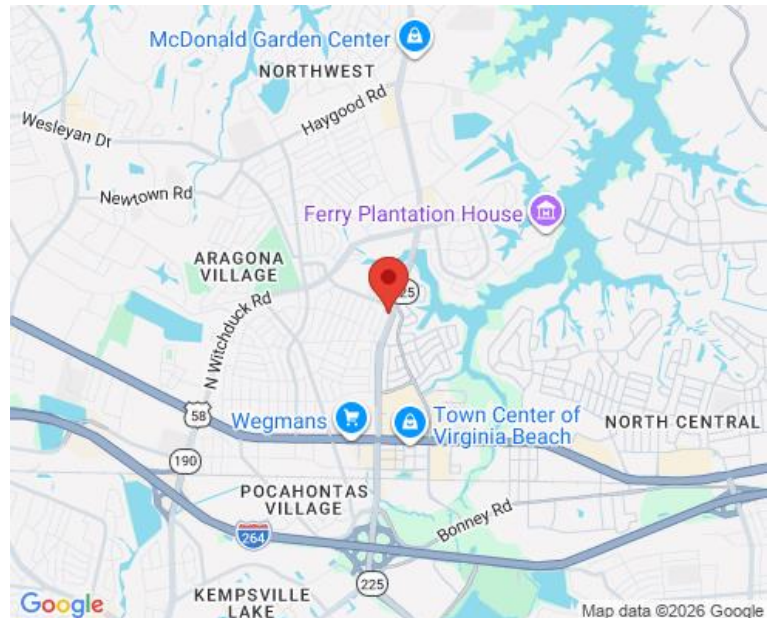 McDonald Garden Center
NORTHWEST
Haygood Rd
Wesleyan Dr
Newtown Rd
Ferry Plantation House
ARAGONA
VILLAGE
25
N Witchduck Rd
58
Wegmans
Town Center of
Virginia Beach
NORTH CENTRAL
190
POCAHONTAS
VILLAGE
Bonney Rd
264
225
KEMPSVILLE
LAKE
Google
Map data ©2026 Google